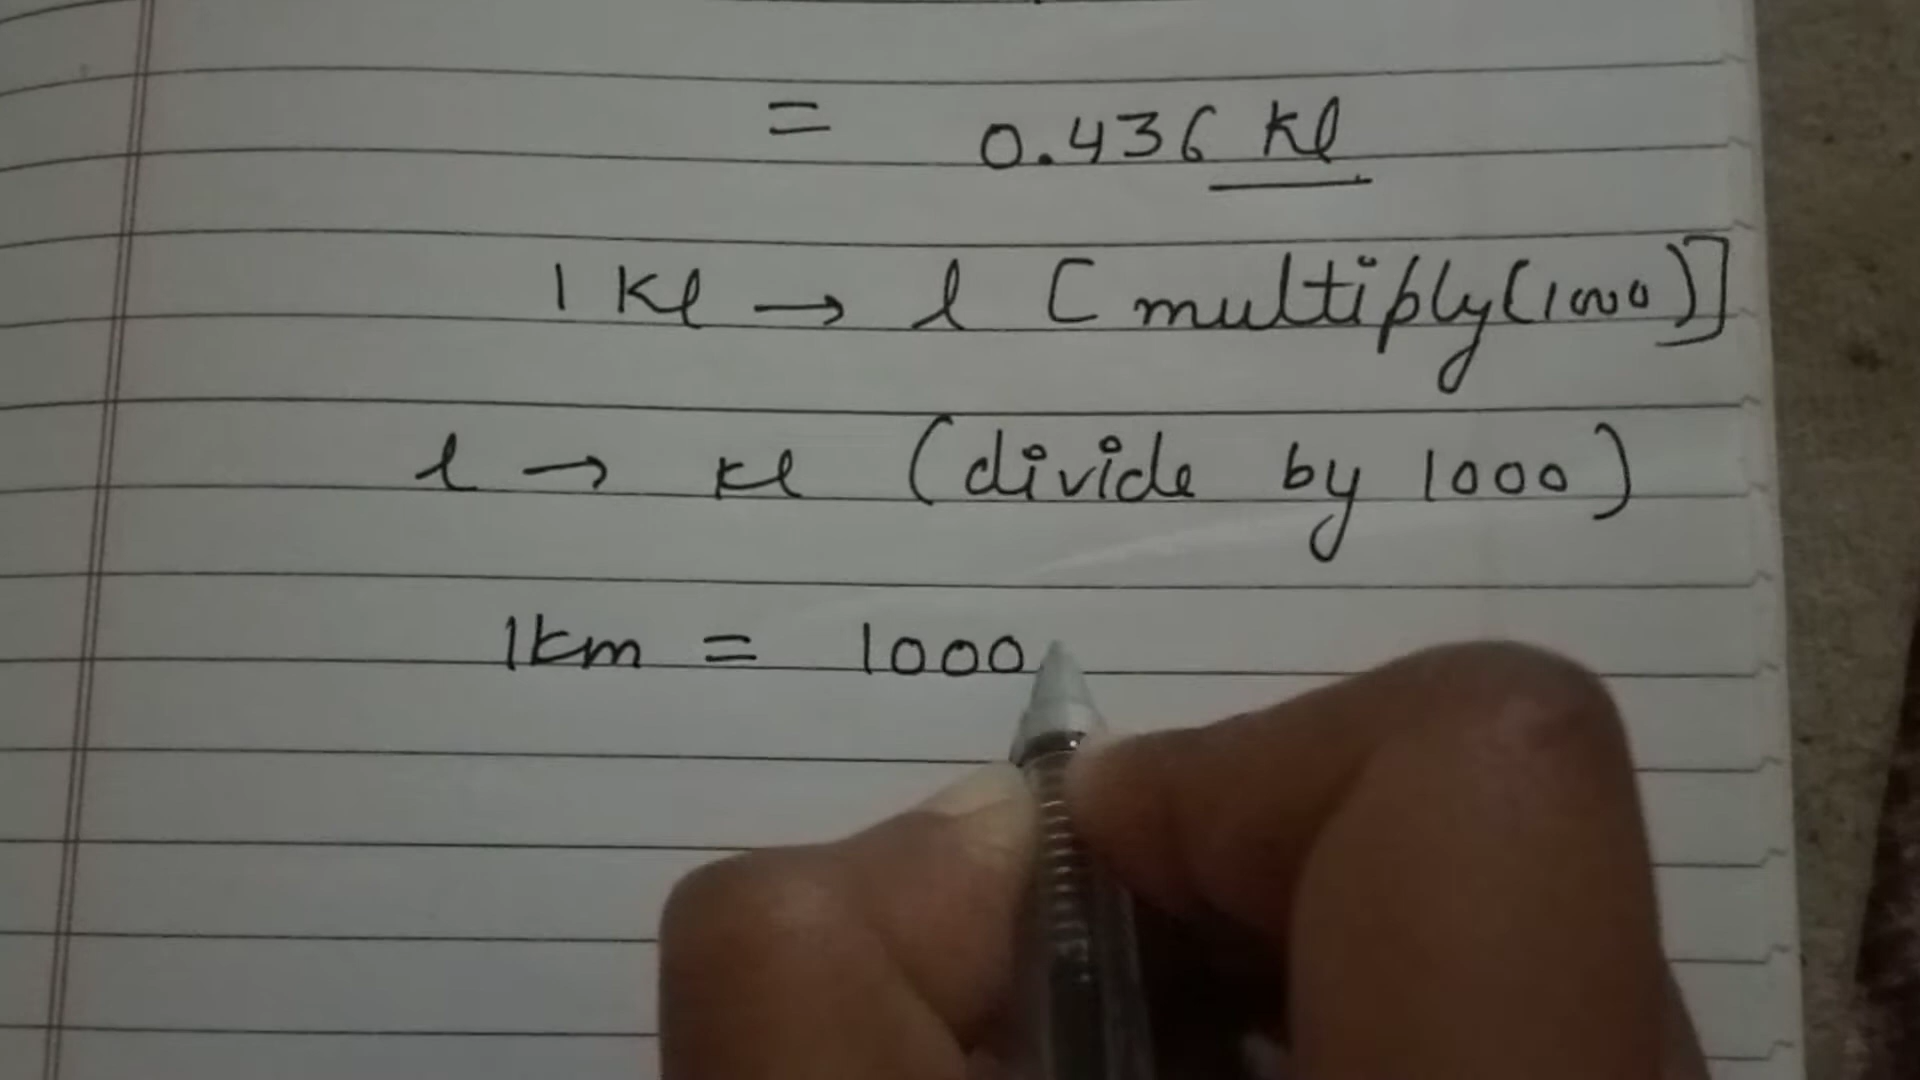 = 0.436 kl
1 Kl → l [multiply(1000)]
l → kl (divide by 1000)
1km = 1000